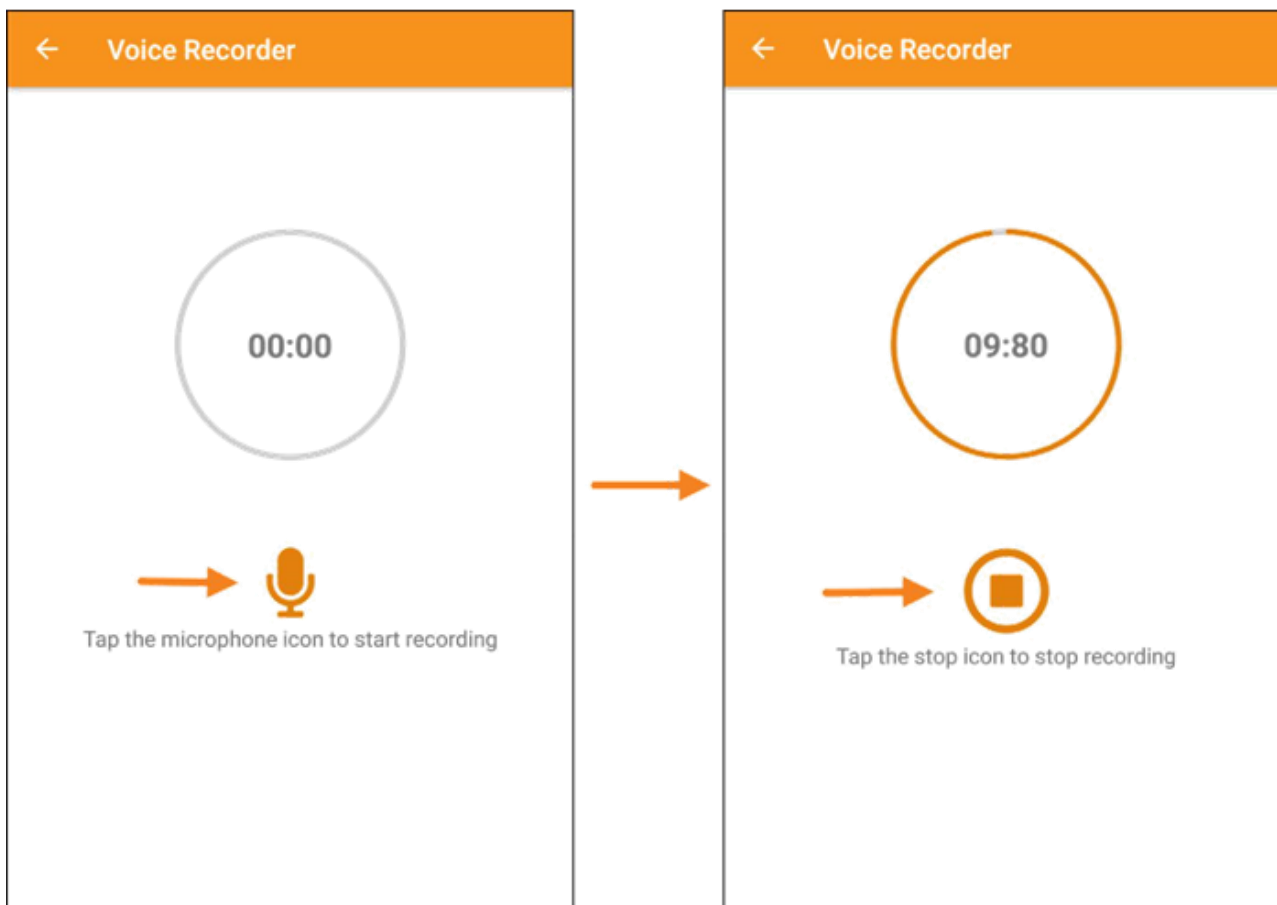 Voice Recorder
00:00
Tap the microphone icon to start recording
Voice Recorder
09:80
Tap the stop icon to stop recording